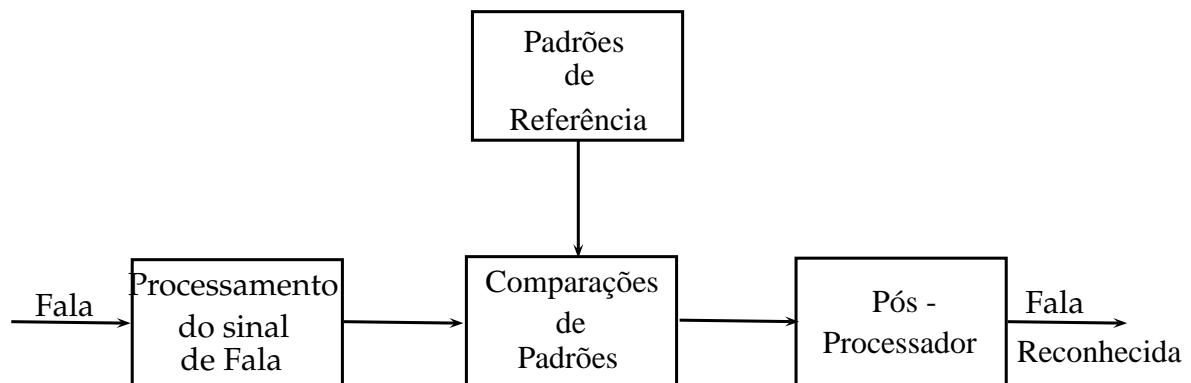 Padrões
de
Referência
Fala
Processamento
do sinal
de Fala
Comparações
de
Padrões
Pós -
Processador
Fala
Reconhecida